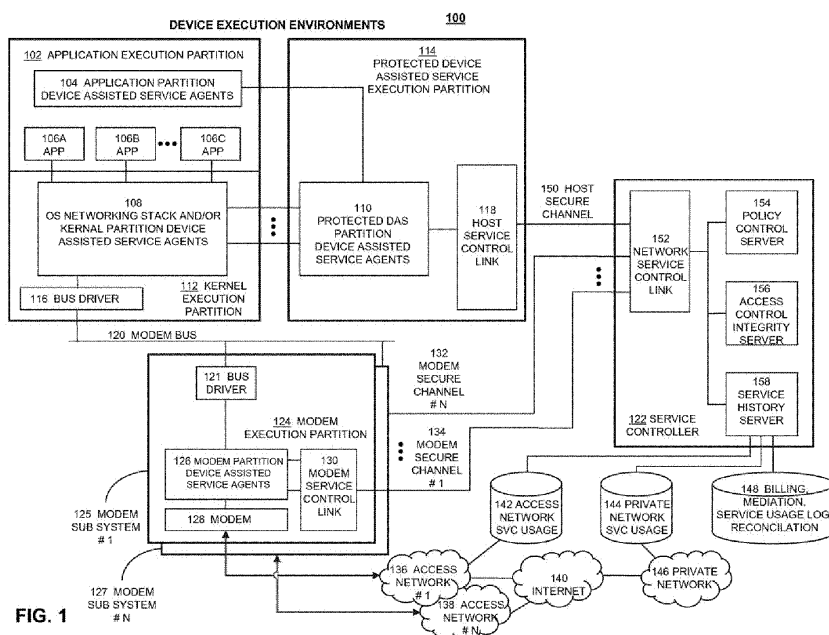 DEVICE EXECUTION ENVIRONMENTS
100
102 APPLICATION EXECUTION PARTITION
104 APPLICATION PARTITION
DEVICE ASSISTED SERVICE AGENTS
106A
APP
106B
APP
106C
APP
108
OS NETWORKING STACK AND/OR
KERNAL PARTITION DEVICE
ASSISTED SERVICE AGENTS
116 BUS DRIVER
112 KERNEL
EXECUTION
PARTITION
114
PROTECTED DEVICE
ASSISTED SERVICE
EXECUTION PARTITION
110
PROTECTED DAS
PARTITION
DEVICE ASSISTED
SERVICE AGENTS
118
HOST
SERVICE
CONTROL
LINK
150 HOST
SECURE
CHANNEL
152
NETWORK
SERVICE
CONTROL
LINK
154
POLICY
CONTROL
SERVER
156
ACCESS
CONTROL
INTEGRITY
SERVER
158
SERVICE
HISTORY
SERVER
122 SERVICE
CONTROLLER
120 MODEM BUS
121 BUS
DRIVER
124 MODEM
EXECUTION PARTITION
126 MODEM PARTITION
DEVICE ASSISTED
SERVICE AGENTS
128 MODEM
130
MODEM
SERVICE
CONTROL
LINK
132
MODEM
SECURE
CHANNEL
# N
134
MODEM
SECURE
CHANNEL
# 1
125 MODEM
SUB SYSTEM
# 1
127 MODEM
SUB SYSTEM
# N
142 ACCESS
NETWORK
SVC USAGE
144 PRIVATE
NETWORK
SVC USAGE
148 BILLING,
MEDIATION,
SERVICE USAGE LOG,
RECONCILATION
136 ACCESS
NETWORK
# 1
138 ACCESS
NETWORK
# N
140
INTERNET
146 PRIVATE
NETWORK
FIG. 1